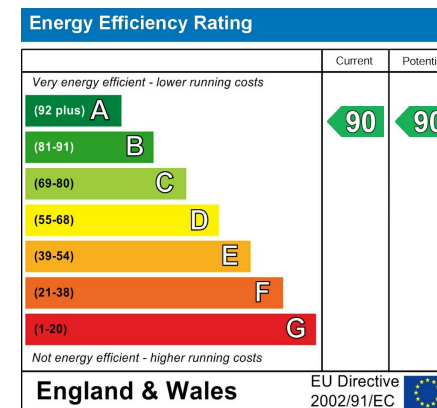 Energy Efficiency Rating
Current Potenti
Very energy efficient - lower running costs
(92 plus) A
90 90
(81-91) B
(69-80) C
(55-68) D
(39-54) E
(21-38) F
(1-20) G
Not energy efficient - higher running costs
England & Wales
EU Directive
2002/91/EC